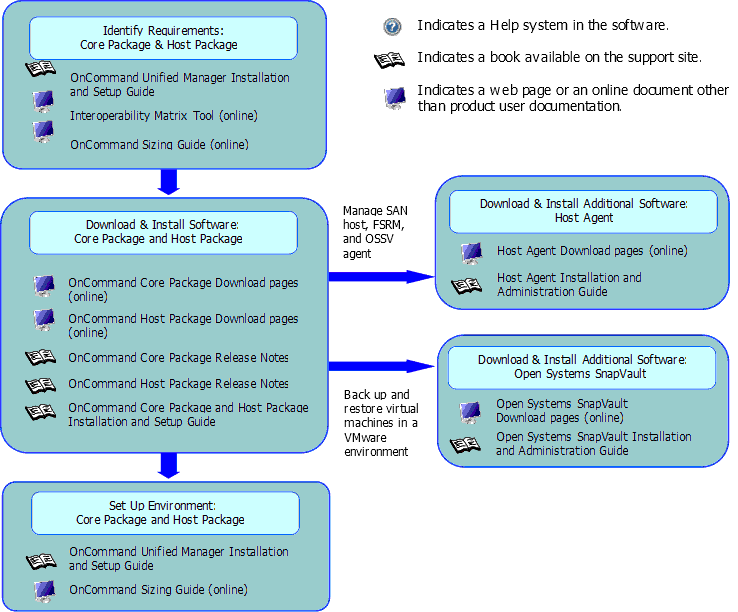 Identify Requirements:
Core Package & Host Package
OnCommand Unified Manager Installation
and Setup Guide
Interoperability Matrix Tool (online)
OnCommand Sizing Guide (online)
Indicates a Help system in the software.
Indicates a book available on the support site.
Indicates a web page or an online document other
than product user documentation.
Download & Install Software:
Core Package and Host Package
OnCommand Core Package Download pages
(online)
OnCommand Host Package Download pages
(online)
OnCommand Core Package Release Notes
OnCommand Host Package Release Notes
OnCommand Core Package and Host Package
Installation and Setup Guide
Manage SAN
host, FSRM,
and OSSV
agent
Download & Install Additional Software:
Host Agent
Host Agent Download pages (online)
Host Agent Installation and
Administration Guide
Back up and
restore virtual
machines in a
VMware
environment
Download & Install Additional Software:
Open Systems SnapVault
Open Systems SnapVault
Download pages (online)
Open Systems SnapVault Installation
and Administration Guide
Set Up Environment:
Core Package and Host Package
OnCommand Unified Manager Installation
and Setup Guide
OnCommand Sizing Guide (online)